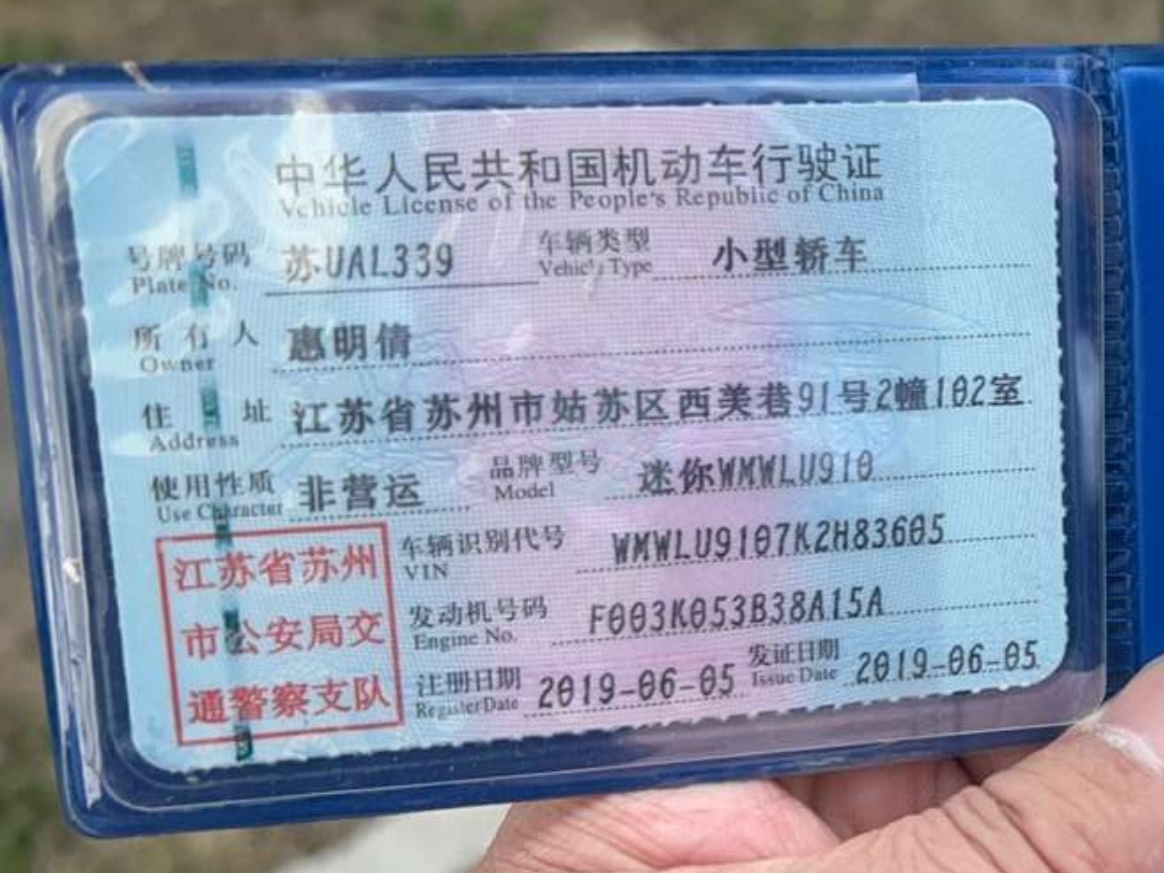 中华人民共和国机动车行驶证
Vehicle License of the People's Republic of China
号牌号码 苏UAL339 车辆类型 小型轿车
Plate No. Vehicle Type
所有人 惠明倩
Owner
住址 江苏省苏州市姑苏区西美巷91号2幢102室
Address
使用性质 非营运 品牌型号 迷你WMWLU910
Use Character Model
江苏省苏州 车辆识别代号 WMWLU9107K2H83605
VIN
市公安局交 发动机号码 F003K053B38A15A
Engine No.
通警察支队 注册日期 2019-06-05 发证日期 2019-06-05
Register Date Issue Date